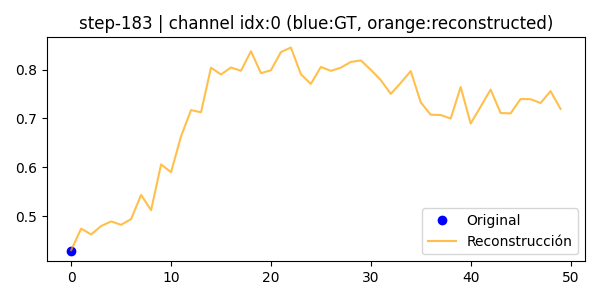 step-183 | channel idx:0 (blue:GT, orange:reconstructed)
0.8
0.7
0.6
0.5
Original
Reconstrucción
0 10 20 30 40 50